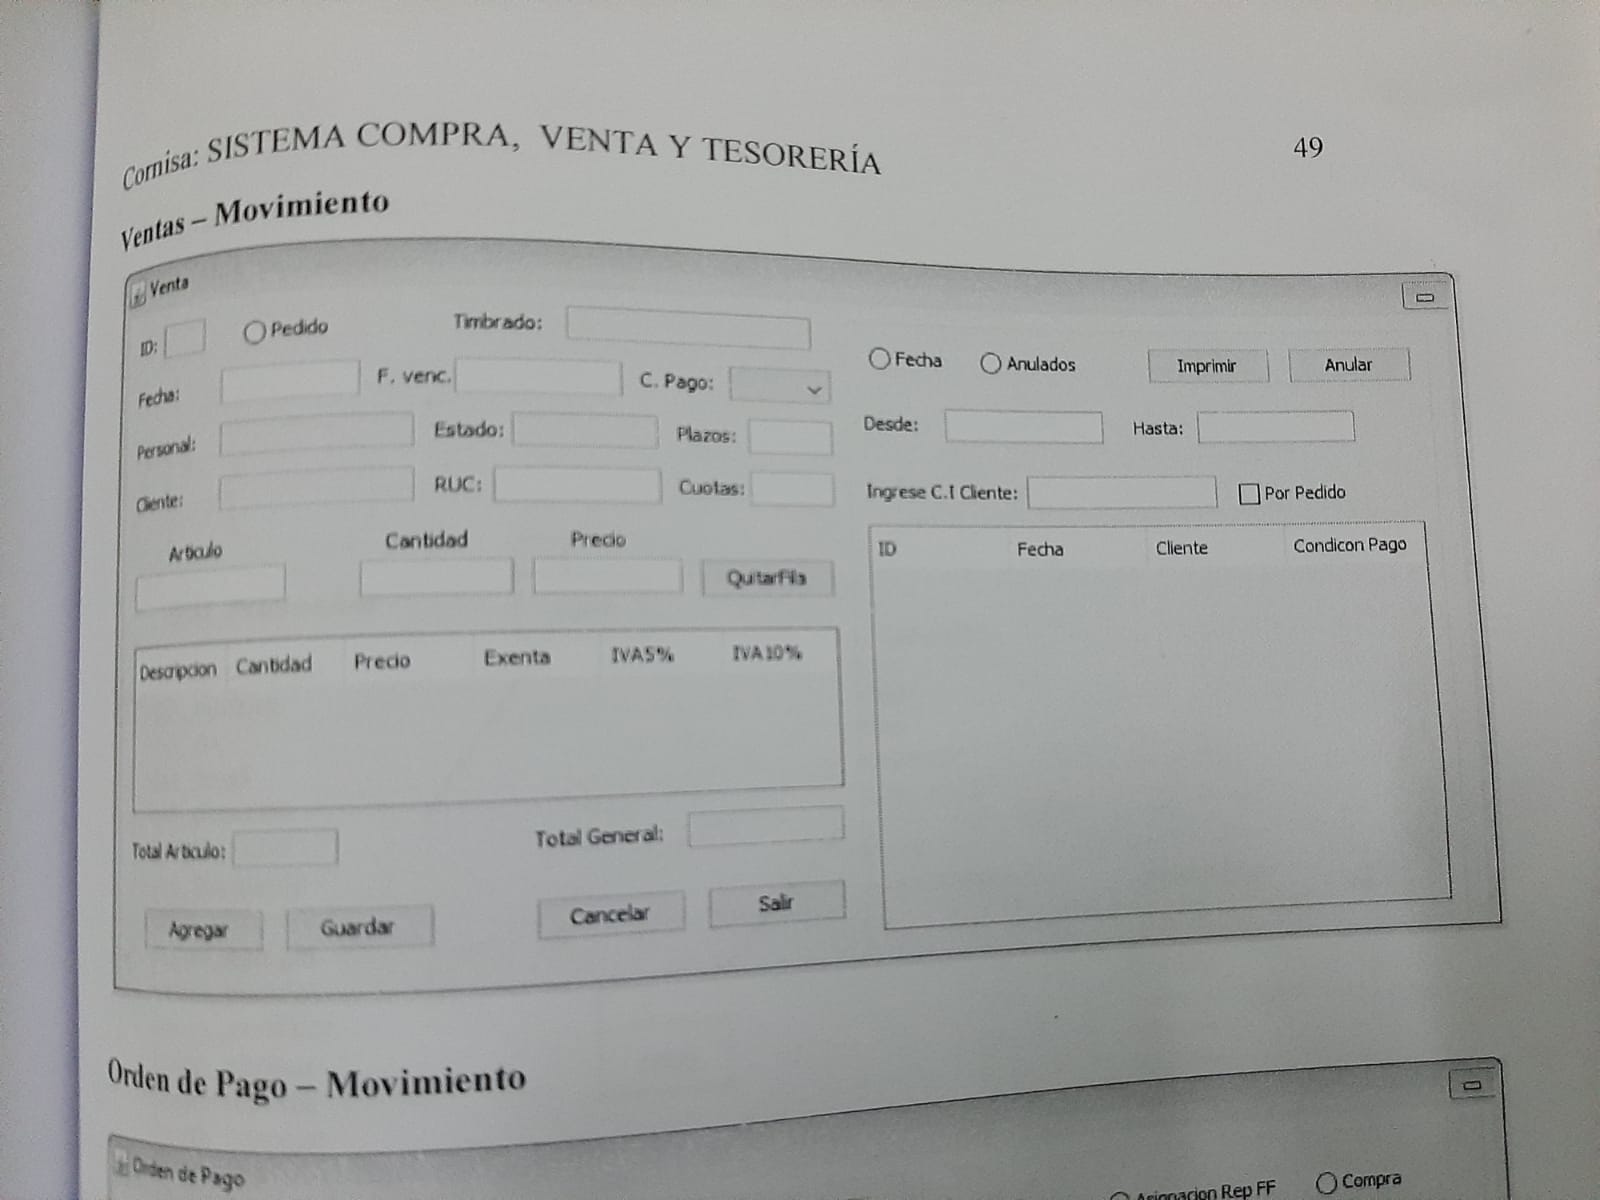 Cornisa: SISTEMA COMPRA, VENTA Y TESORERÍA 49
Ventas – Movimiento
Venta
ID: Pedido Timbrado:
Fecha: F. venc. C. Pago:
Personal: Estado: Plazos:
Cliente: RUC: Cuotas:
Articulo Cantidad Precio QuitarFila
Descripcion Cantidad Precio Exenta IVA5% IVA10%
Total Articulo: Total General:
Agregar Guardar Cancelar Salir
Fecha Anulados Imprimir Anular
Desde: Hasta:
Ingrese C.I Cliente: Por Pedido
ID Fecha Cliente Condicon Pago
Orden de Pago – Movimiento
Orden de Pago
Asignacion Rep FF Compra